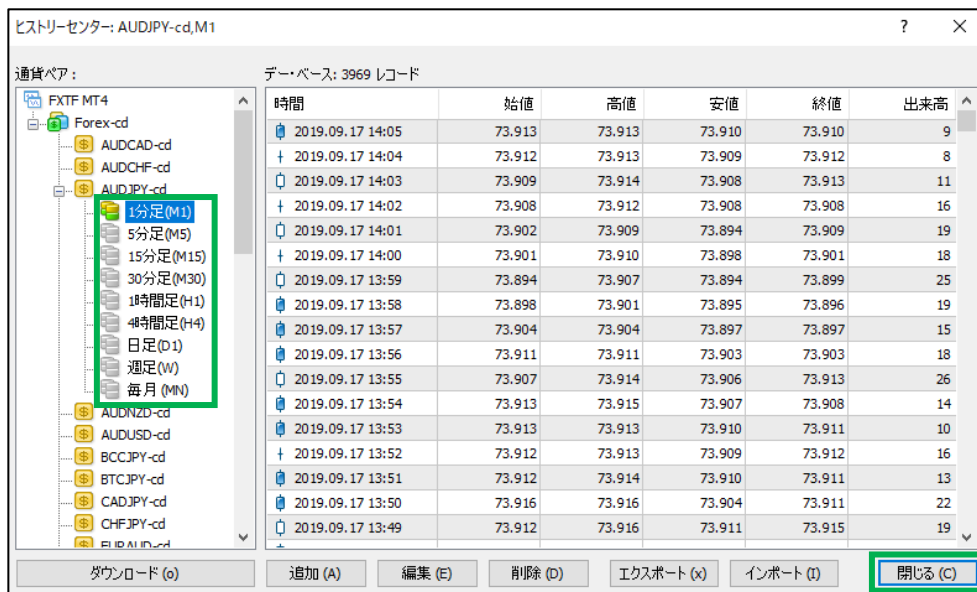 ヒストリーセンター: AUDJPY-cd,M1 ? ×
通貨ペア :
FXTF MT4
Forex-cd
AUDCAD-cd
AUDCHF-cd
AUDJPY-cd
1分足(M1)
5分足(M5)
15分足(M15)
30分足(M30)
1時間足(H1)
4時間足(H4)
日足(D1)
週足(W)
毎月 (MN)
AUDNZD-cd
AUDUSD-cd
BCCJPY-cd
BTCJPY-cd
CADJPY-cd
CHFJPY-cd
EURAUD-cd
データ・ベース: 3969 レコード
時間 始値 高値 安値 終値 出来高
2019.09.17 14:05 73.913 73.913 73.910 73.910 9
2019.09.17 14:04 73.912 73.913 73.909 73.912 8
2019.09.17 14:03 73.909 73.914 73.908 73.913 11
2019.09.17 14:02 73.908 73.912 73.908 73.908 16
2019.09.17 14:01 73.902 73.909 73.894 73.909 19
2019.09.17 14:00 73.901 73.910 73.898 73.901 18
2019.09.17 13:59 73.894 73.907 73.894 73.899 25
2019.09.17 13:58 73.898 73.901 73.895 73.896 19
2019.09.17 13:57 73.904 73.904 73.897 73.897 15
2019.09.17 13:56 73.911 73.911 73.903 73.903 18
2019.09.17 13:55 73.907 73.914 73.906 73.913 26
2019.09.17 13:54 73.913 73.915 73.907 73.908 14
2019.09.17 13:53 73.913 73.913 73.910 73.911 10
2019.09.17 13:52 73.912 73.913 73.909 73.912 16
2019.09.17 13:51 73.912 73.914 73.910 73.911 13
2019.09.17 13:50 73.916 73.916 73.904 73.911 22
2019.09.17 13:49 73.912 73.916 73.911 73.915 19
ダウンロード (o) 追加 (A) 編集 (E) 削除 (D) エクスポート (x) インポート (I) 閉じる (C)